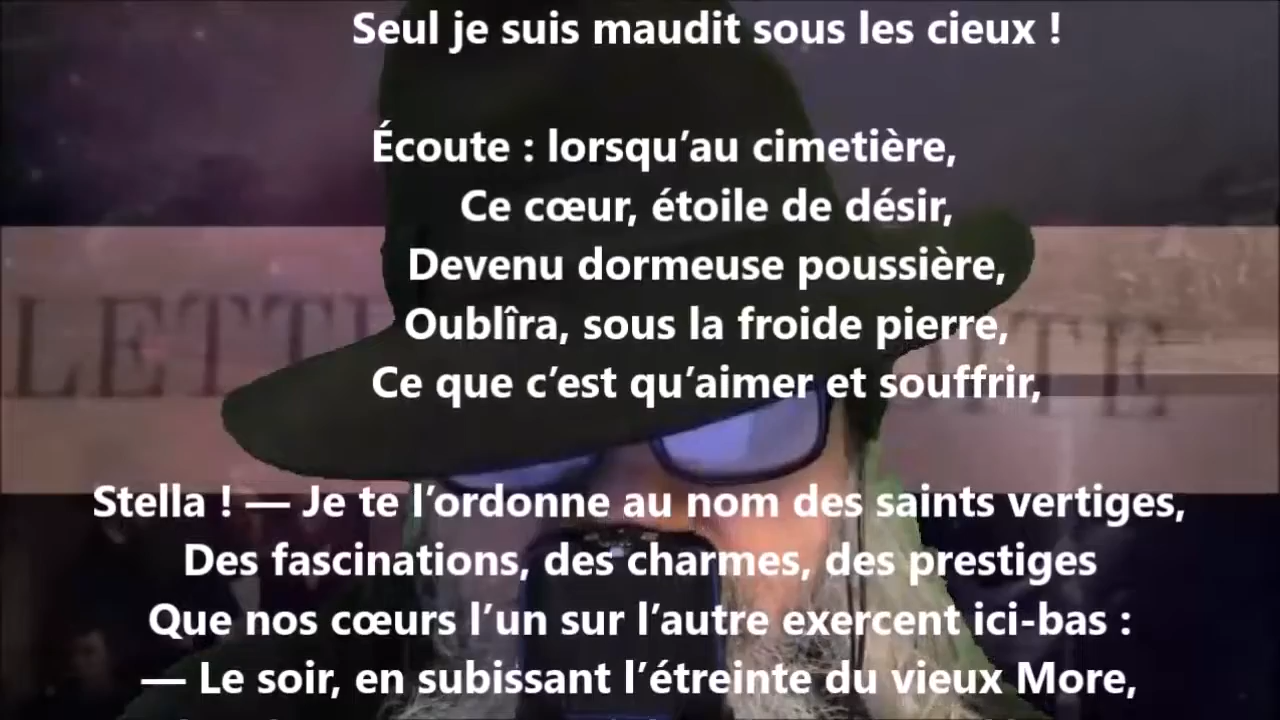 Seul je suis maudit sous les cieux !
Écoute : lorsqu’au cimetière,
Ce cœur, étoile de désir,
Devenu dormeuse poussière,
Oublîra, sous la froide pierre,
Ce que c’est qu’aimer et souffrir,
Stella ! — Je te l’ordonne au nom des saints vertiges,
Des fascinations, des charmes, des prestiges
Que nos cœurs l’un sur l’autre exercent ici-bas :
— Le soir, en subissant l’étreinte du vieux More,